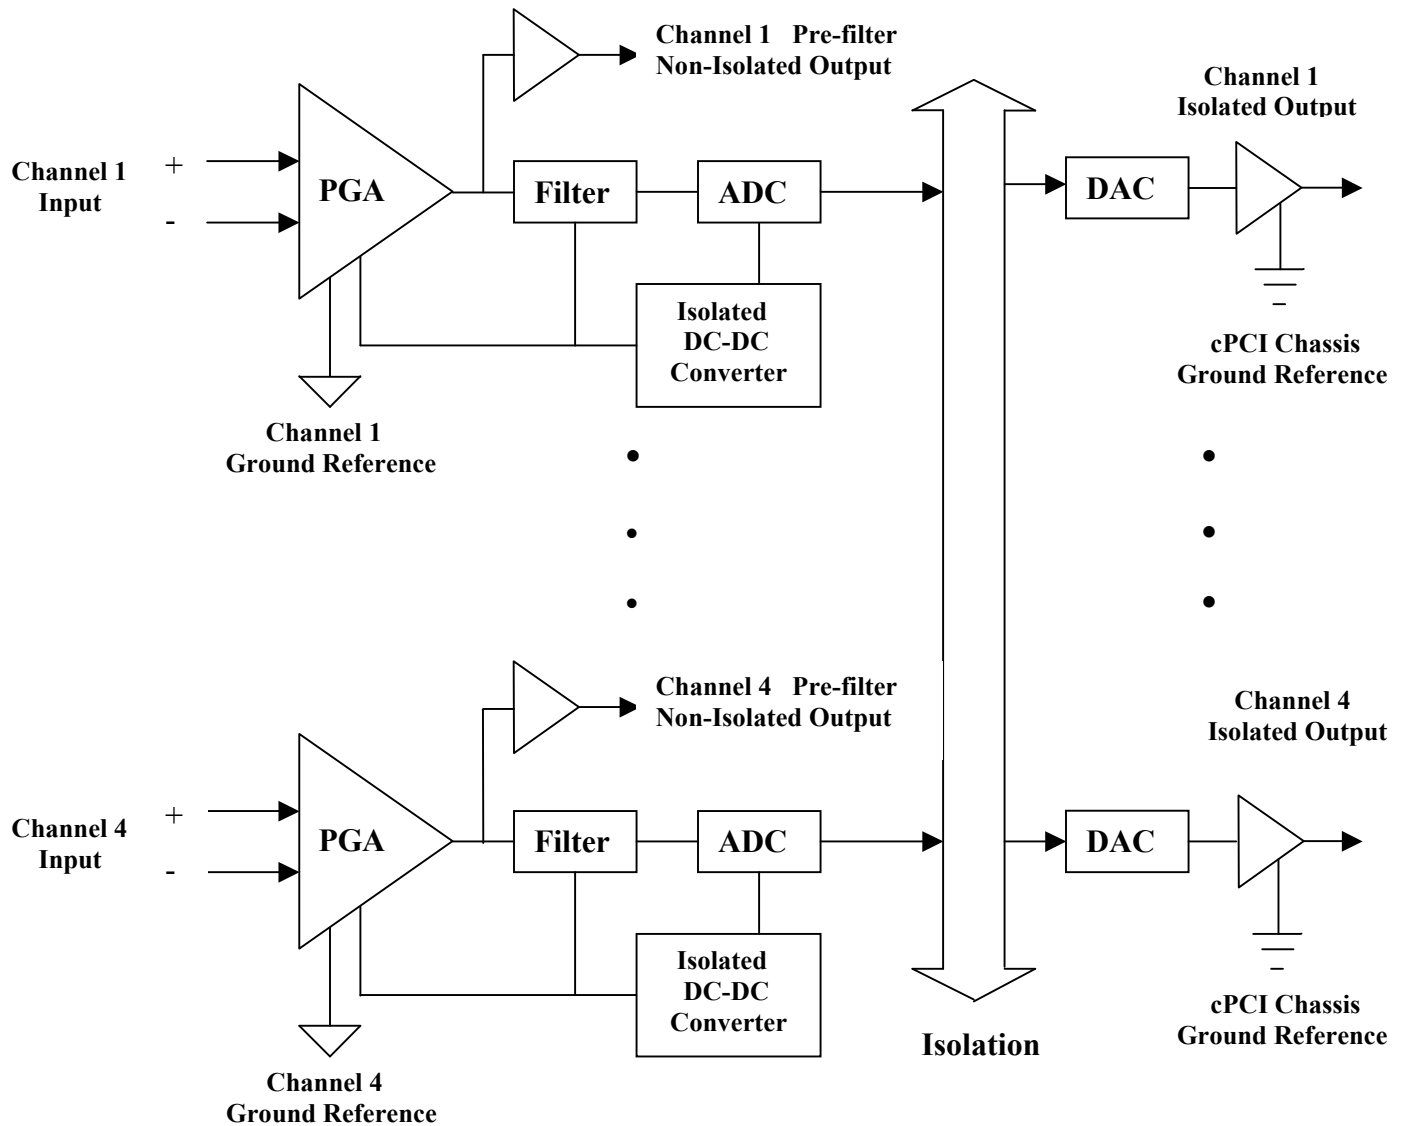 Channel 1 Pre-filter
Non-Isolated Output
Channel 1
Isolated Output
Channel 1
Input
+
-
PGA
Filter
ADC
DAC
Isolated
DC-DC
Converter
cPCI Chassis
Ground Reference
Channel 1
Ground Reference
Channel 4 Pre-filter
Non-Isolated Output
Channel 4
Isolated Output
Channel 4
Input
+
-
PGA
Filter
ADC
DAC
Isolated
DC-DC
Converter
cPCI Chassis
Ground Reference
Isolation
Channel 4
Ground Reference